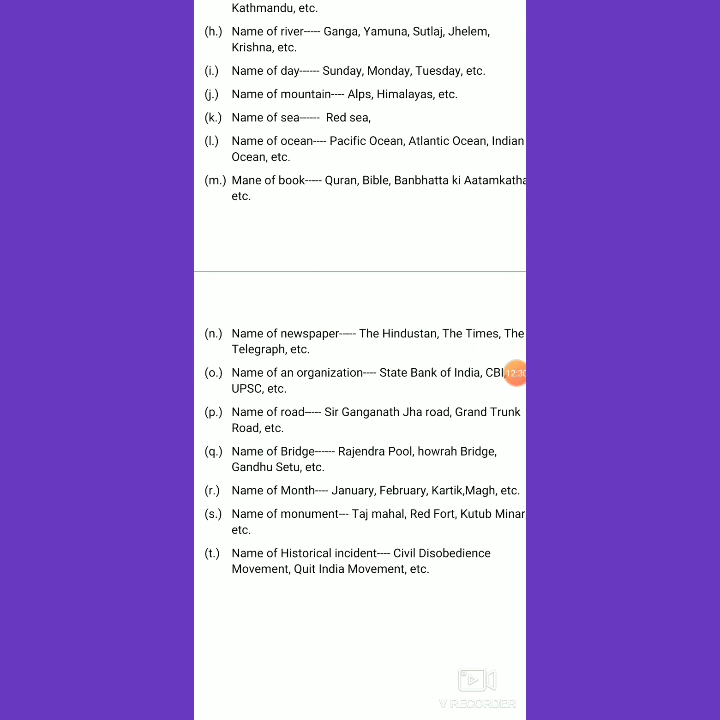 Kathmandu, etc.
(h.) Name of river----- Ganga, Yamuna, Sutlaj, Jhelem,
Krishna, etc.
(i.) Name of day------ Sunday, Monday, Tuesday, etc.
(j.) Name of mountain---- Alps, Himalayas, etc.
(k.) Name of sea------ Red sea,
(l.) Name of ocean---- Pacific Ocean, Atlantic Ocean, Indian
Ocean, etc.
(m.) Mane of book----- Quran, Bible, Banbhatta ki Aatamkatha
etc.
(n.) Name of newspaper----- The Hindustan, The Times, The
Telegraph, etc.
(o.) Name of an organization---- State Bank of India, CBI,
12:30
UPSC, etc.
(p.) Name of road----- Sir Ganganath Jha road, Grand Trunk
Road, etc.
(q.) Name of Bridge------ Rajendra Pool, howrah Bridge,
Gandhu Setu, etc.
(r.) Name of Month---- January, February, Kartik,Magh, etc.
(s.) Name of monument--- Taj mahal, Red Fort, Kutub Minar
etc.
(t.) Name of Historical incident---- Civil Disobedience
Movement, Quit India Movement, etc.
V RECORDER